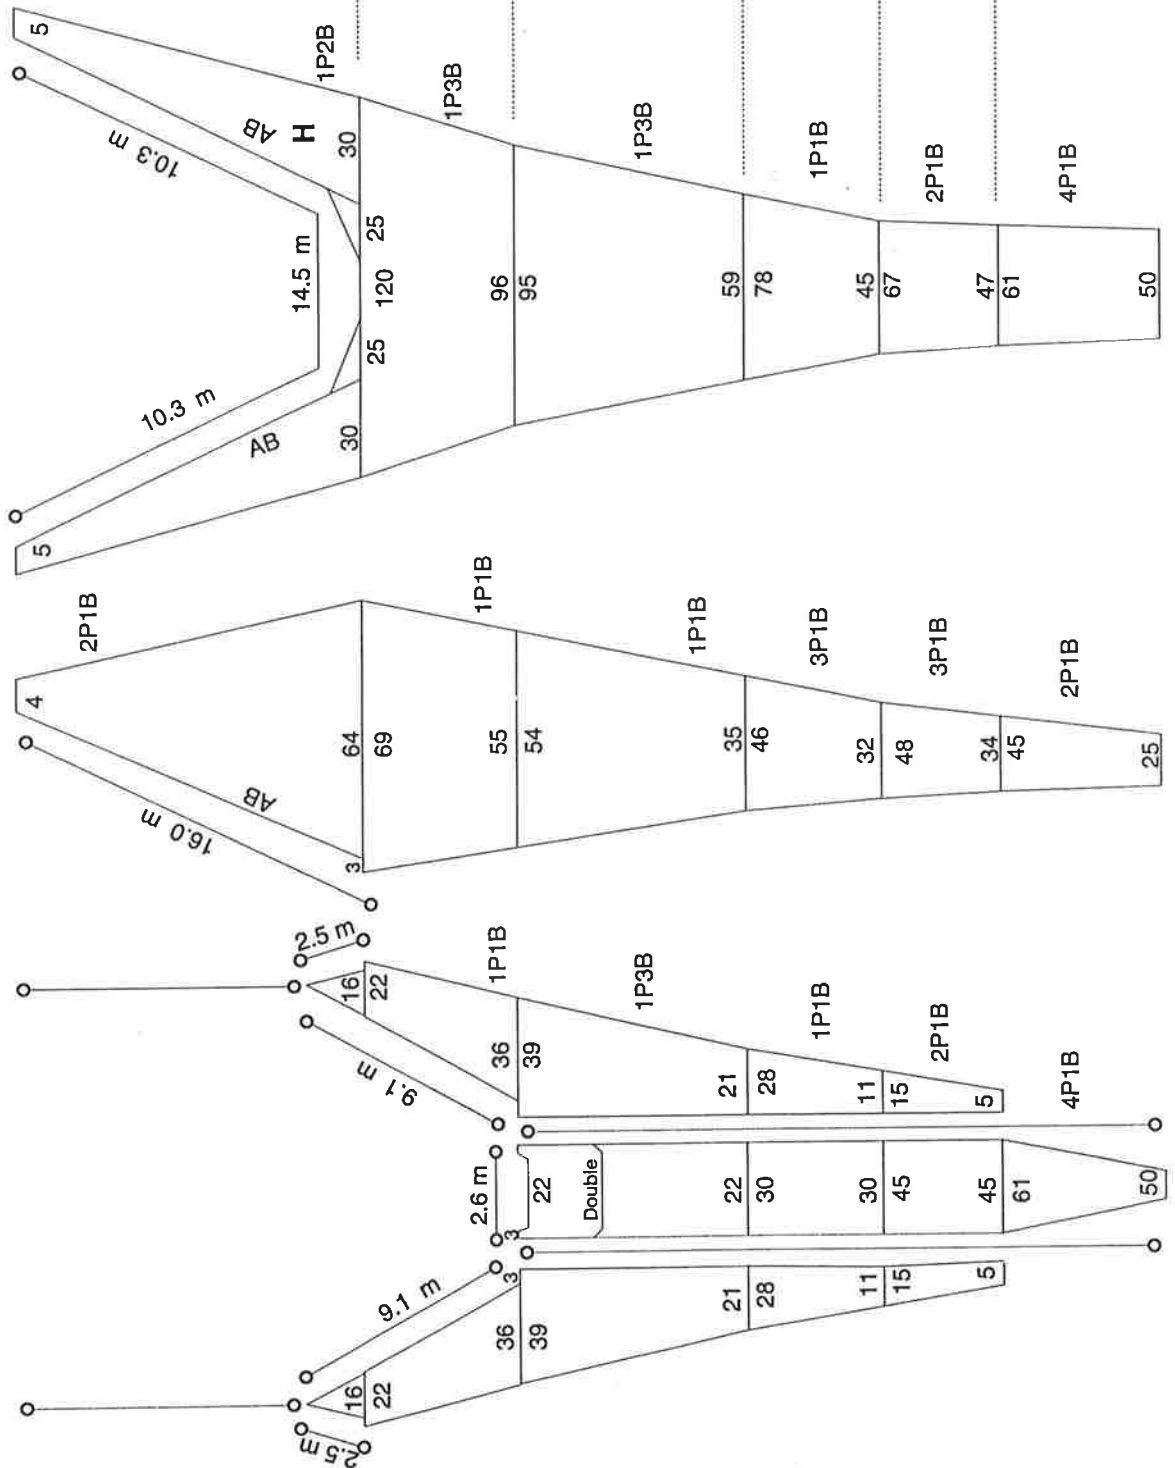 2.5 m
16
22
9.1 m
3
36
39
21
28
11
15
5
2.6 m
3
22
Double
22
30
30
45
45
61
50
2.5 m
16
22
9.1 m
36
39
21
28
11
15
5
1P1B
1P3B
1P1B
2P1B
4P1B
16.0 m
4
2P1B
AB
3
64
69
1P1B
55
54
1P1B
35
46
3P1B
32
48
3P1B
34
45
2P1B
25
5
5
10.3 m
10.3 m
AB
AB
H
14.5 m
1P2B
30
25
120
25
30
1P3B
96
95
1P3B
59
78
1P1B
45
67
2P1B
47
61
4P1B
50